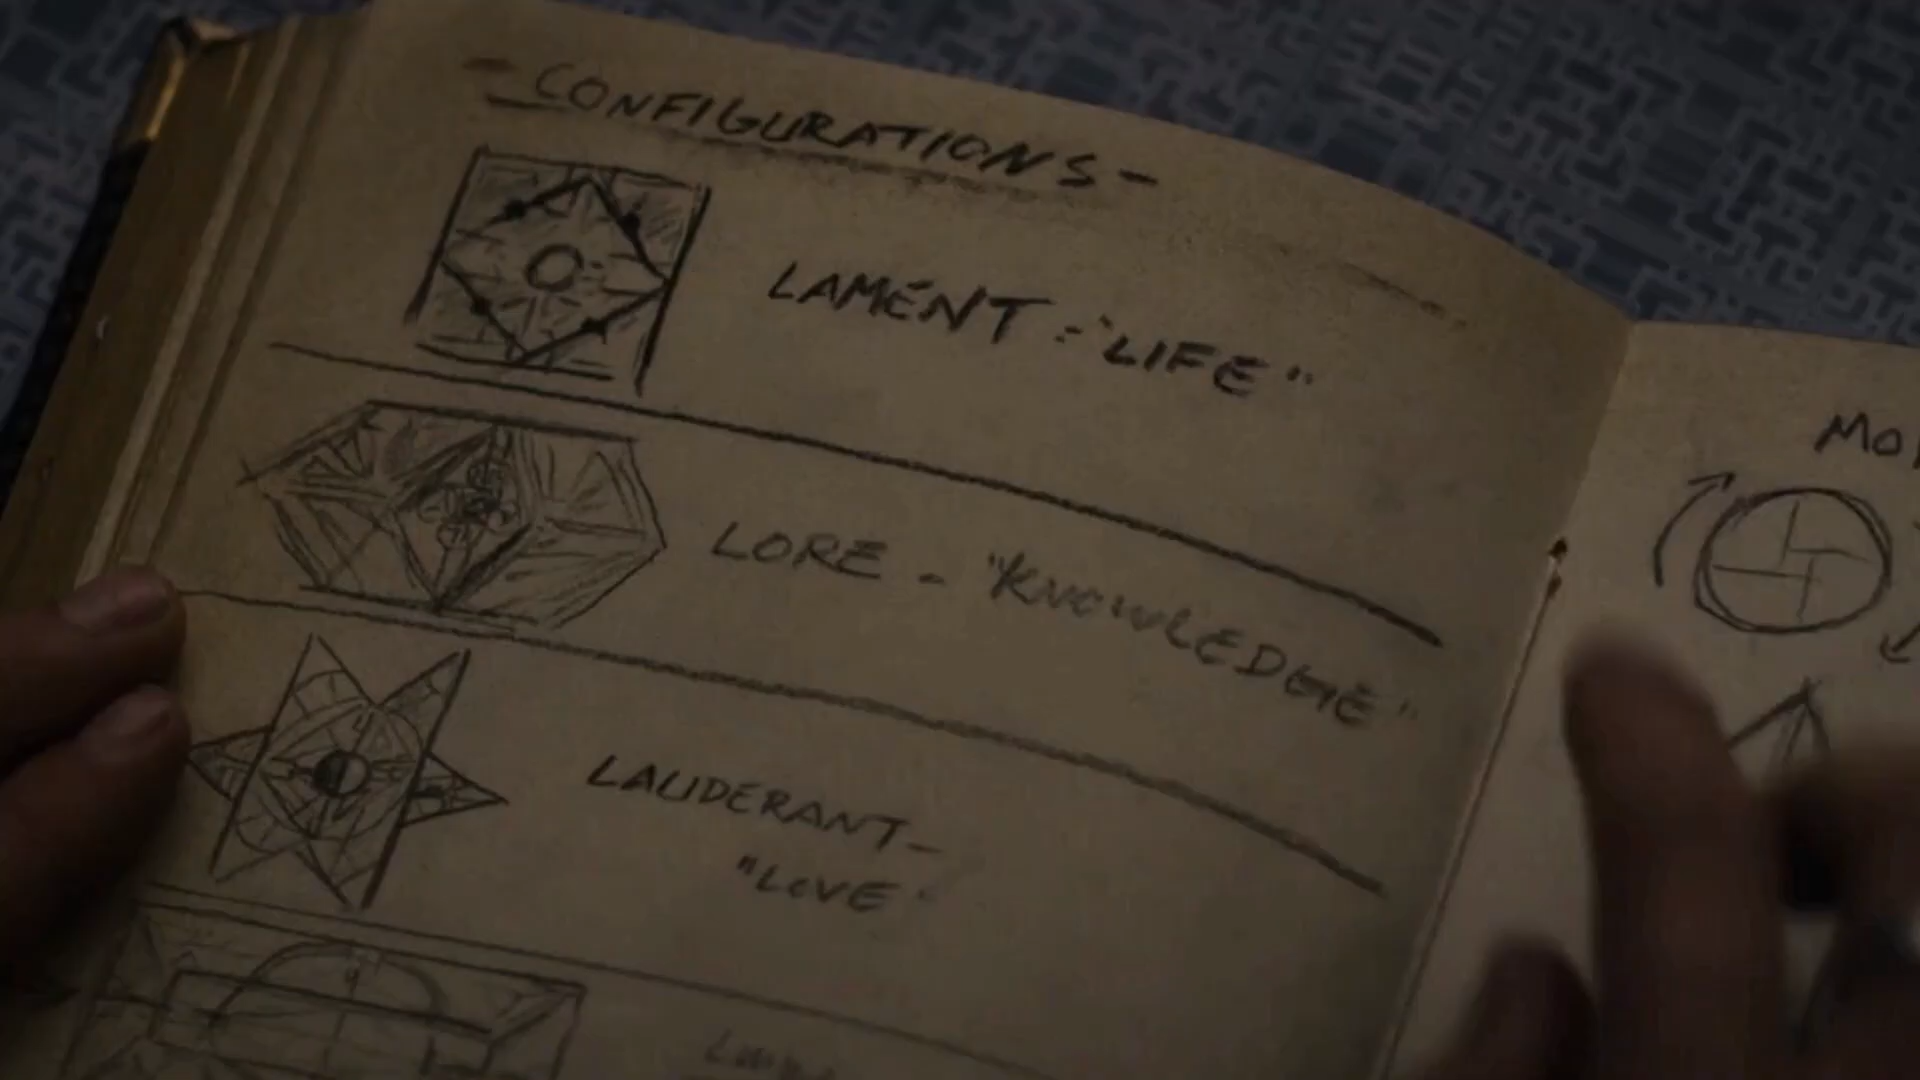 - CONFIGURATIONS -
LAMENT - "LIFE"
LORE - "KNOWLEDGE"
LAUDERANT -
"LOVE"